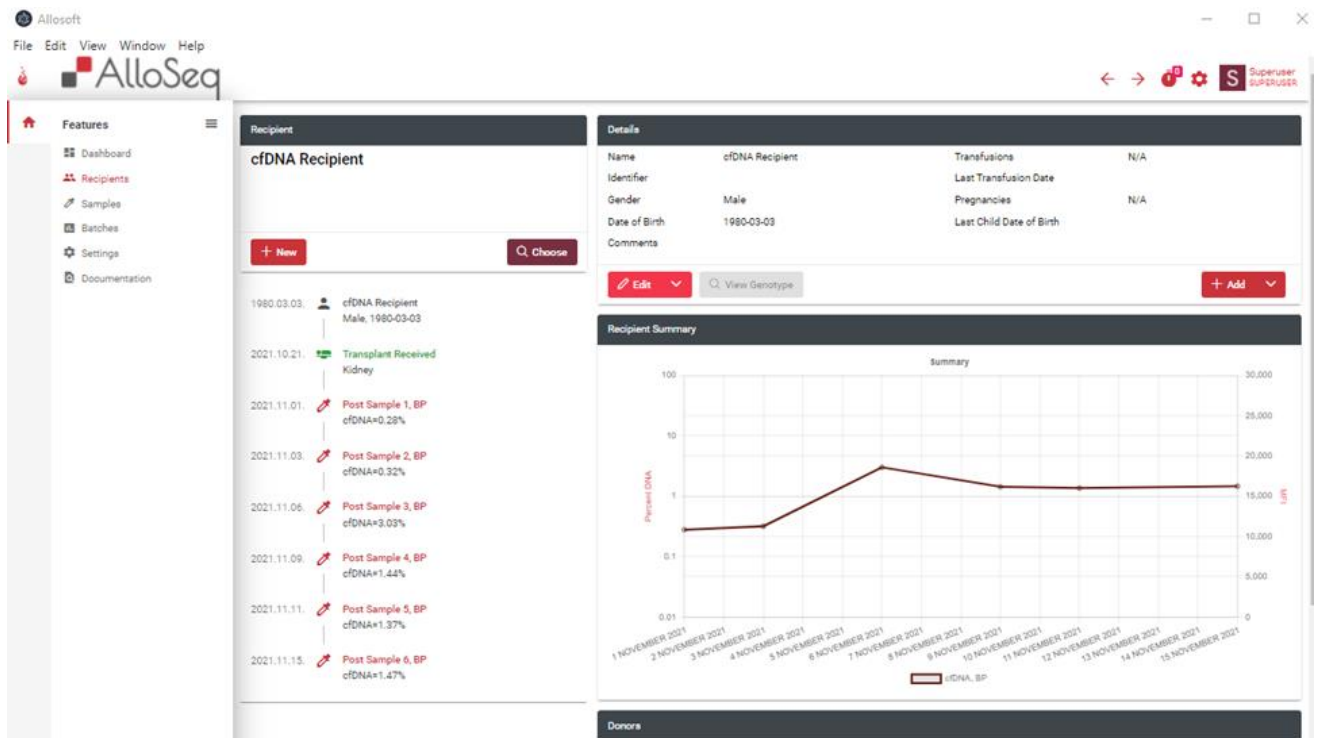 Allosoft
File Edit View Window Help
AlloSeq
8
S
Superuser
SUPERUSER
Features
Dashboard
Recipients
Samples
Batches
Settings
Documentation
Recipient
cfDNA Recipient
+ New
Choose
1980.03.03. cfDNA Recipient
Male, 1980-03-03
2021.10.21. Transplant Received
Kidney
2021.11.01. Post Sample 1, BP
cfDNA=0.28%
2021.11.03. Post Sample 2, BP
cfDNA=0.32%
2021.11.06. Post Sample 3, BP
cfDNA=3.03%
2021.11.09. Post Sample 4, BP
cfDNA=1.44%
2021.11.11. Post Sample 5, BP
cfDNA=1.37%
2021.11.15. Post Sample 6, BP
cfDNA=1.47%
Details
Name cfDNA Recipient Transfusions N/A
Identifier Last Transfusion Date
Gender Male Pregnancies N/A
Date of Birth 1980-03-03 Last Child Date of Birth
Comments
Edit
View Genotype
+ Add
Recipient Summary
Summary
100
10
1
0.1
0.01
Percent DNA
30,000
25,000
20,000
15,000
10,000
5,000
0
MFI
1 NOVEMBER 2021
2 NOVEMBER 2021
3 NOVEMBER 2021
4 NOVEMBER 2021
5 NOVEMBER 2021
6 NOVEMBER 2021
7 NOVEMBER 2021
8 NOVEMBER 2021
9 NOVEMBER 2021
10 NOVEMBER 2021
11 NOVEMBER 2021
12 NOVEMBER 2021
13 NOVEMBER 2021
14 NOVEMBER 2021
15 NOVEMBER 2021
cfDNA, BP
Donors